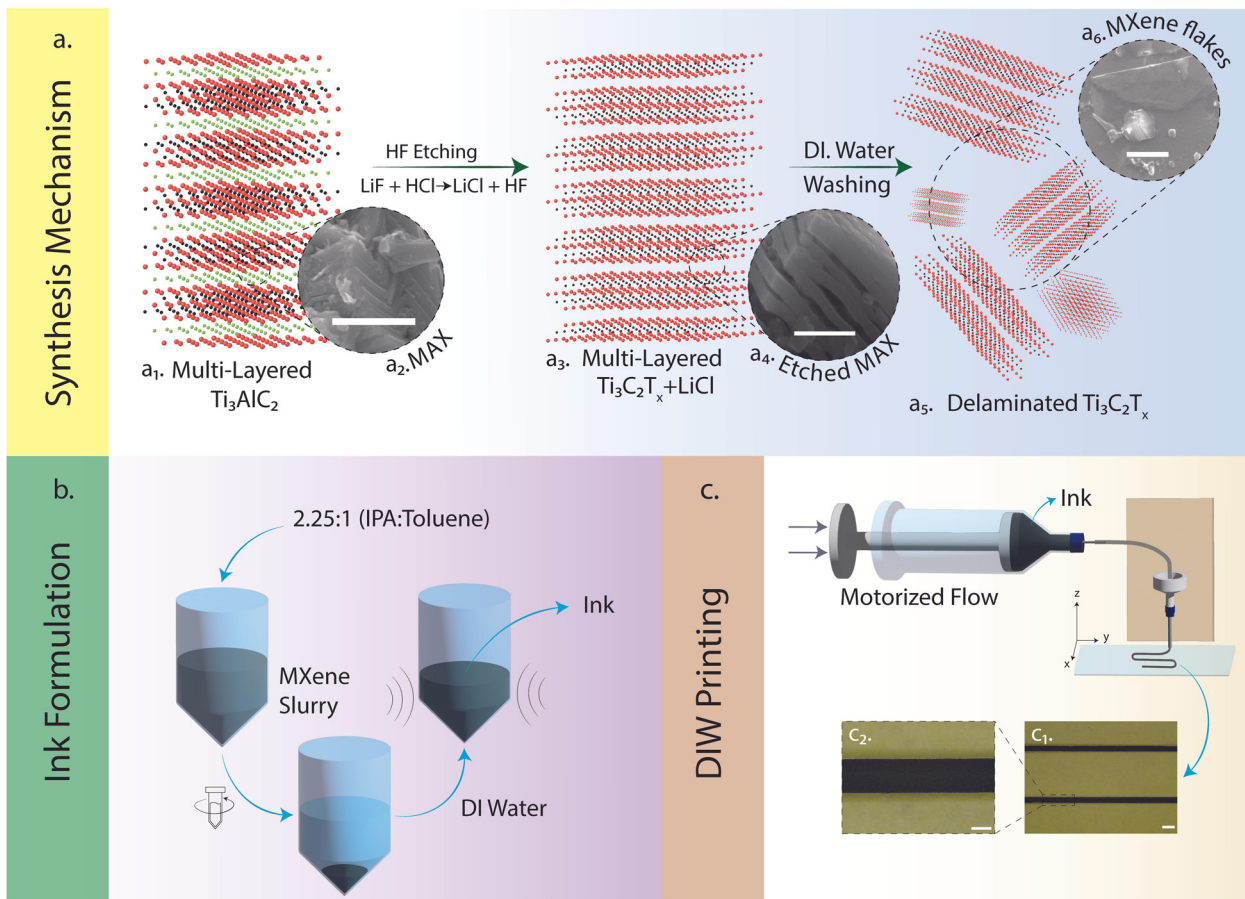 a.
Synthesis Mechanism
HF Etching
LiF + HCl→LiCl + HF
DI. Water
Washing
a₁. Multi-Layered
Ti₃AlC₂
a₂. MAX
a₃. Multi-Layered
Ti₃C₂Tₓ+LiCl
a₄. Etched MAX
a₅. Delaminated Ti₃C₂Tₓ
a₆. MXene flakes
b.
Ink Formulation
2.25:1 (IPA:Toluene)
MXene
Slurry
DI Water
Ink
c.
DIW Printing
Ink
Motorized Flow
z
y
x
C₂.
C₁.